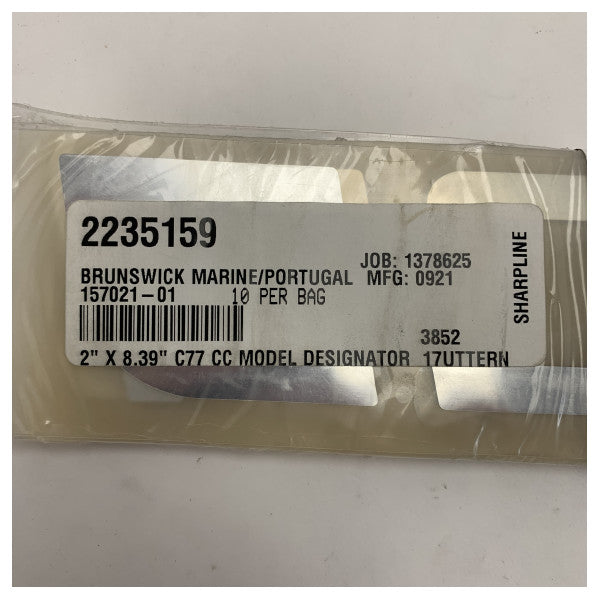 2235159
JOB: 1378625
BRUNSWICK MARINE/PORTUGAL MFG: 0921
157021-01 10 PER BAG
3852
2" X 8.39" C77 CC MODEL DESIGNATOR 17UTTERN
SHARPLINE